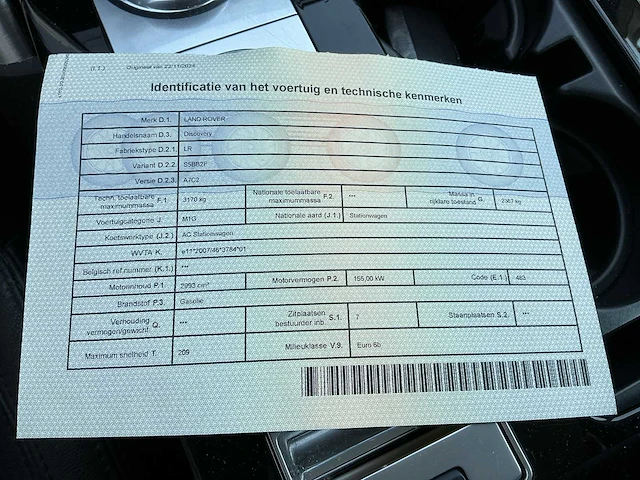 (I.1.) Origineel van 22/11/2024
Identificatie van het voertuig en technische kenmerken
Merk D.1. LAND-ROVER
Handelsnaam D.3. Discovery
Fabriekstype D.2.1. LR
Variant D.2.2. S5BB2F
Versie D.2.3. A7C2
Techn. toelaatbare maximummassa F.1. 3170 kg Nationale toelaatbare maximummassa F.2. *** Massa in rijklare toestand G. 2387 kg
Voertuigcategorie J. M1G Nationale aard (J.1.) Stationwagen
Koetswerktype (J.2.) AC Stationwagen
WVTA K. e11*2007/46*3784*01
Belgisch ref.nummer (K.1.) ***
Motorinhoud P.1. 2993 cm³ Motorvermogen P.2. 155,00 kW Code (E.1.) 483
Brandstof P.3. Gasolie
Verhouding vermogen/gewicht Q. *** Zitplaatsen bestuurder inb. S.1. 7 Staanplaatsen S.2. ***
Maximum snelheid T. 209 Milieuklasse V.9. Euro 6b